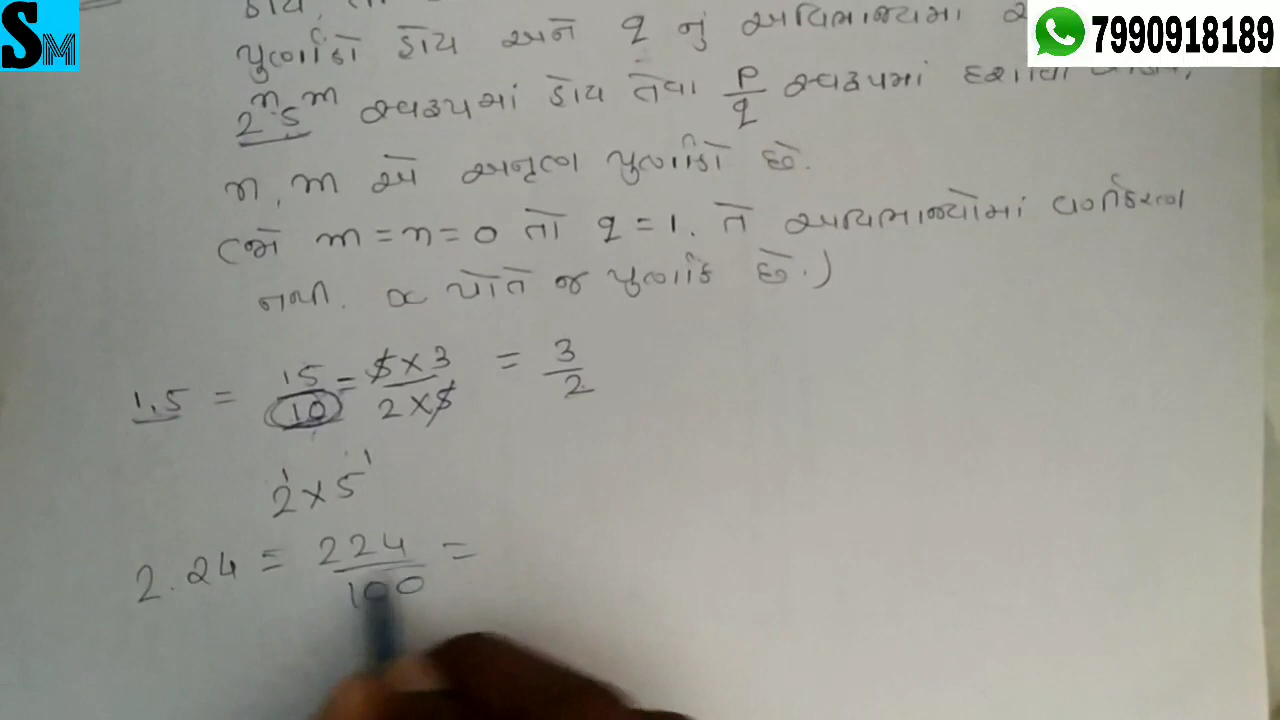 SM
7990918189
હોય,
પુર્ણાંકો હોય અને q નું અવિભાજ્યમાં
2ⁿ5ᵐ સ્વરૂપમાં હોય તેવા p/q સ્વરૂપમાં દર્શાવી
n, m એ અનૃણ પુર્ણાંકો છે.
(જો m = n = 0 તો q = 1. તે અવિભાજ્યોમાં વર્ગીકરણ
નથી. α પોતે જ પુર્ણાંક છે.)
1.5 = 15/10 = 5×3/2×5 = 3/2
2¹ × 5¹
2.24 = 224/100 =